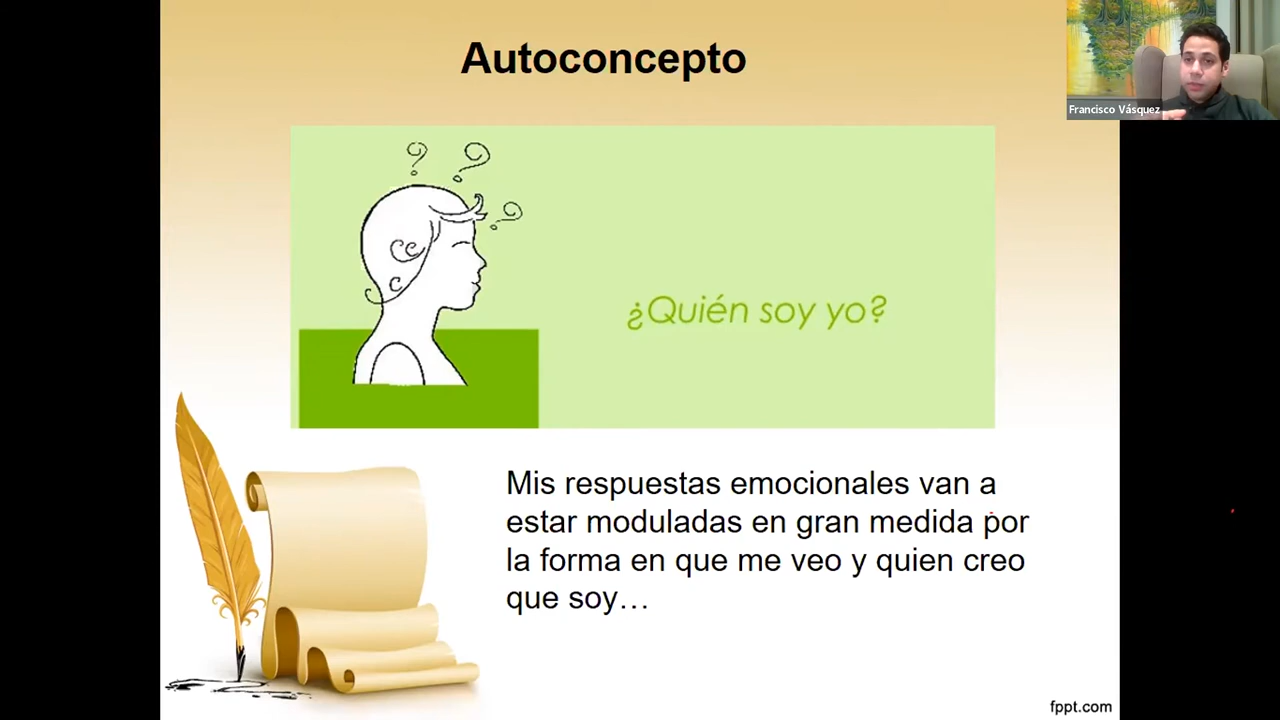 Autoconcepto
Francisco Vásquez
¿Quién soy yo?
Mis respuestas emocionales van a
estar moduladas en gran medida por
la forma en que me veo y quien creo
que soy…
fppt.com